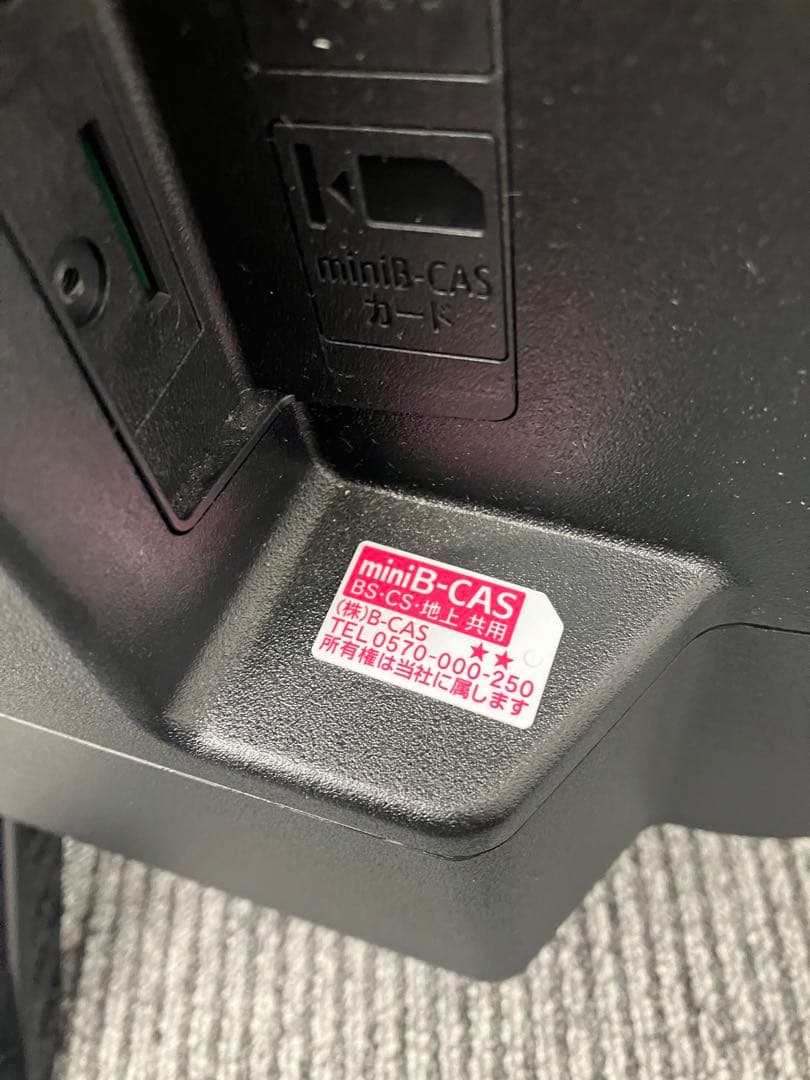 miniB-CAS
カード
miniB-CAS
BS・CS・地上 共用
(株)B-CAS ★★
TEL 0570-000-250
所有権は当社に属します